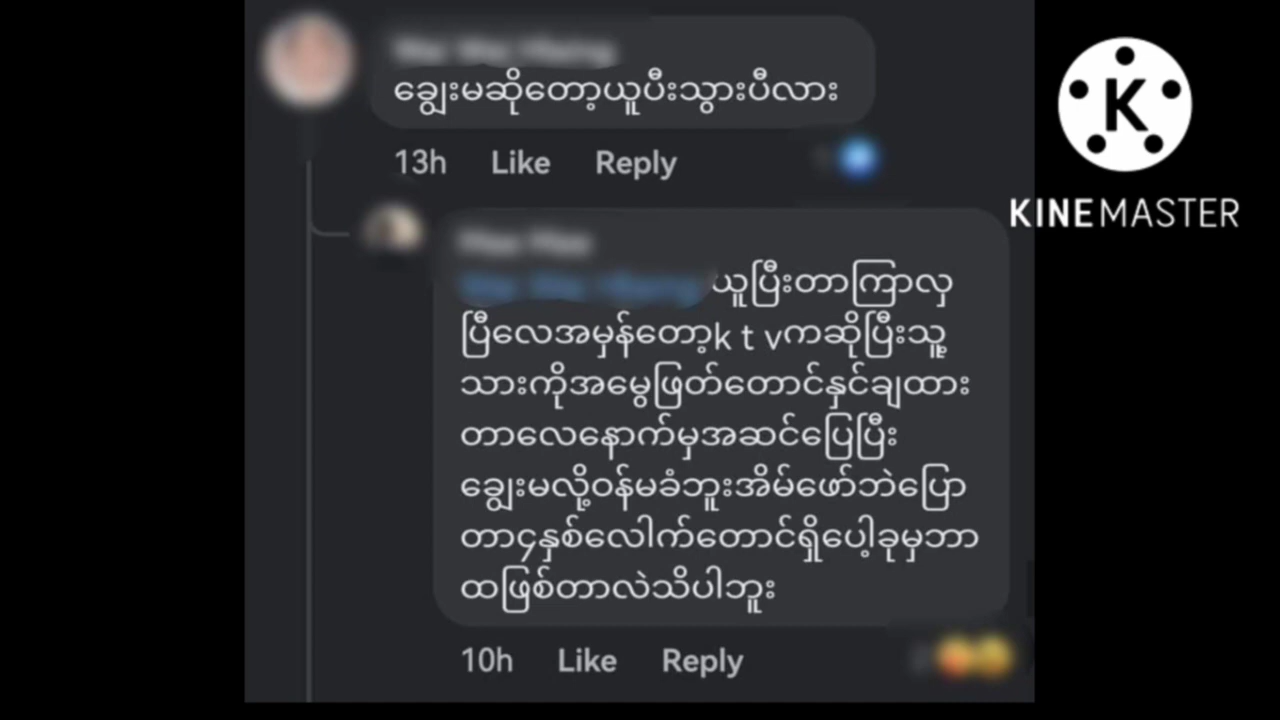 ချွေးမဆိုတော့ယူပီးသွားပီလား
13h Like Reply
ယူပြီးတာကြာလှ
ပြီလေအမှန်တော့k t vကဆိုပြီးသူ့
သားကိုအမွေဖြတ်တောင်နှင်ချထား
တာလေနောက်မှအဆင်ပြေပြီး
ချွေးမလို့ဝန်မခံဘူးအိမ်ဖော်ဘဲပြော
တာ၄နှစ်လေါက်တောင်ရှိပေါ့ခုမှဘာ
ထဖြစ်တာလဲသိပါဘူး
10h Like Reply
K
KINEMASTER